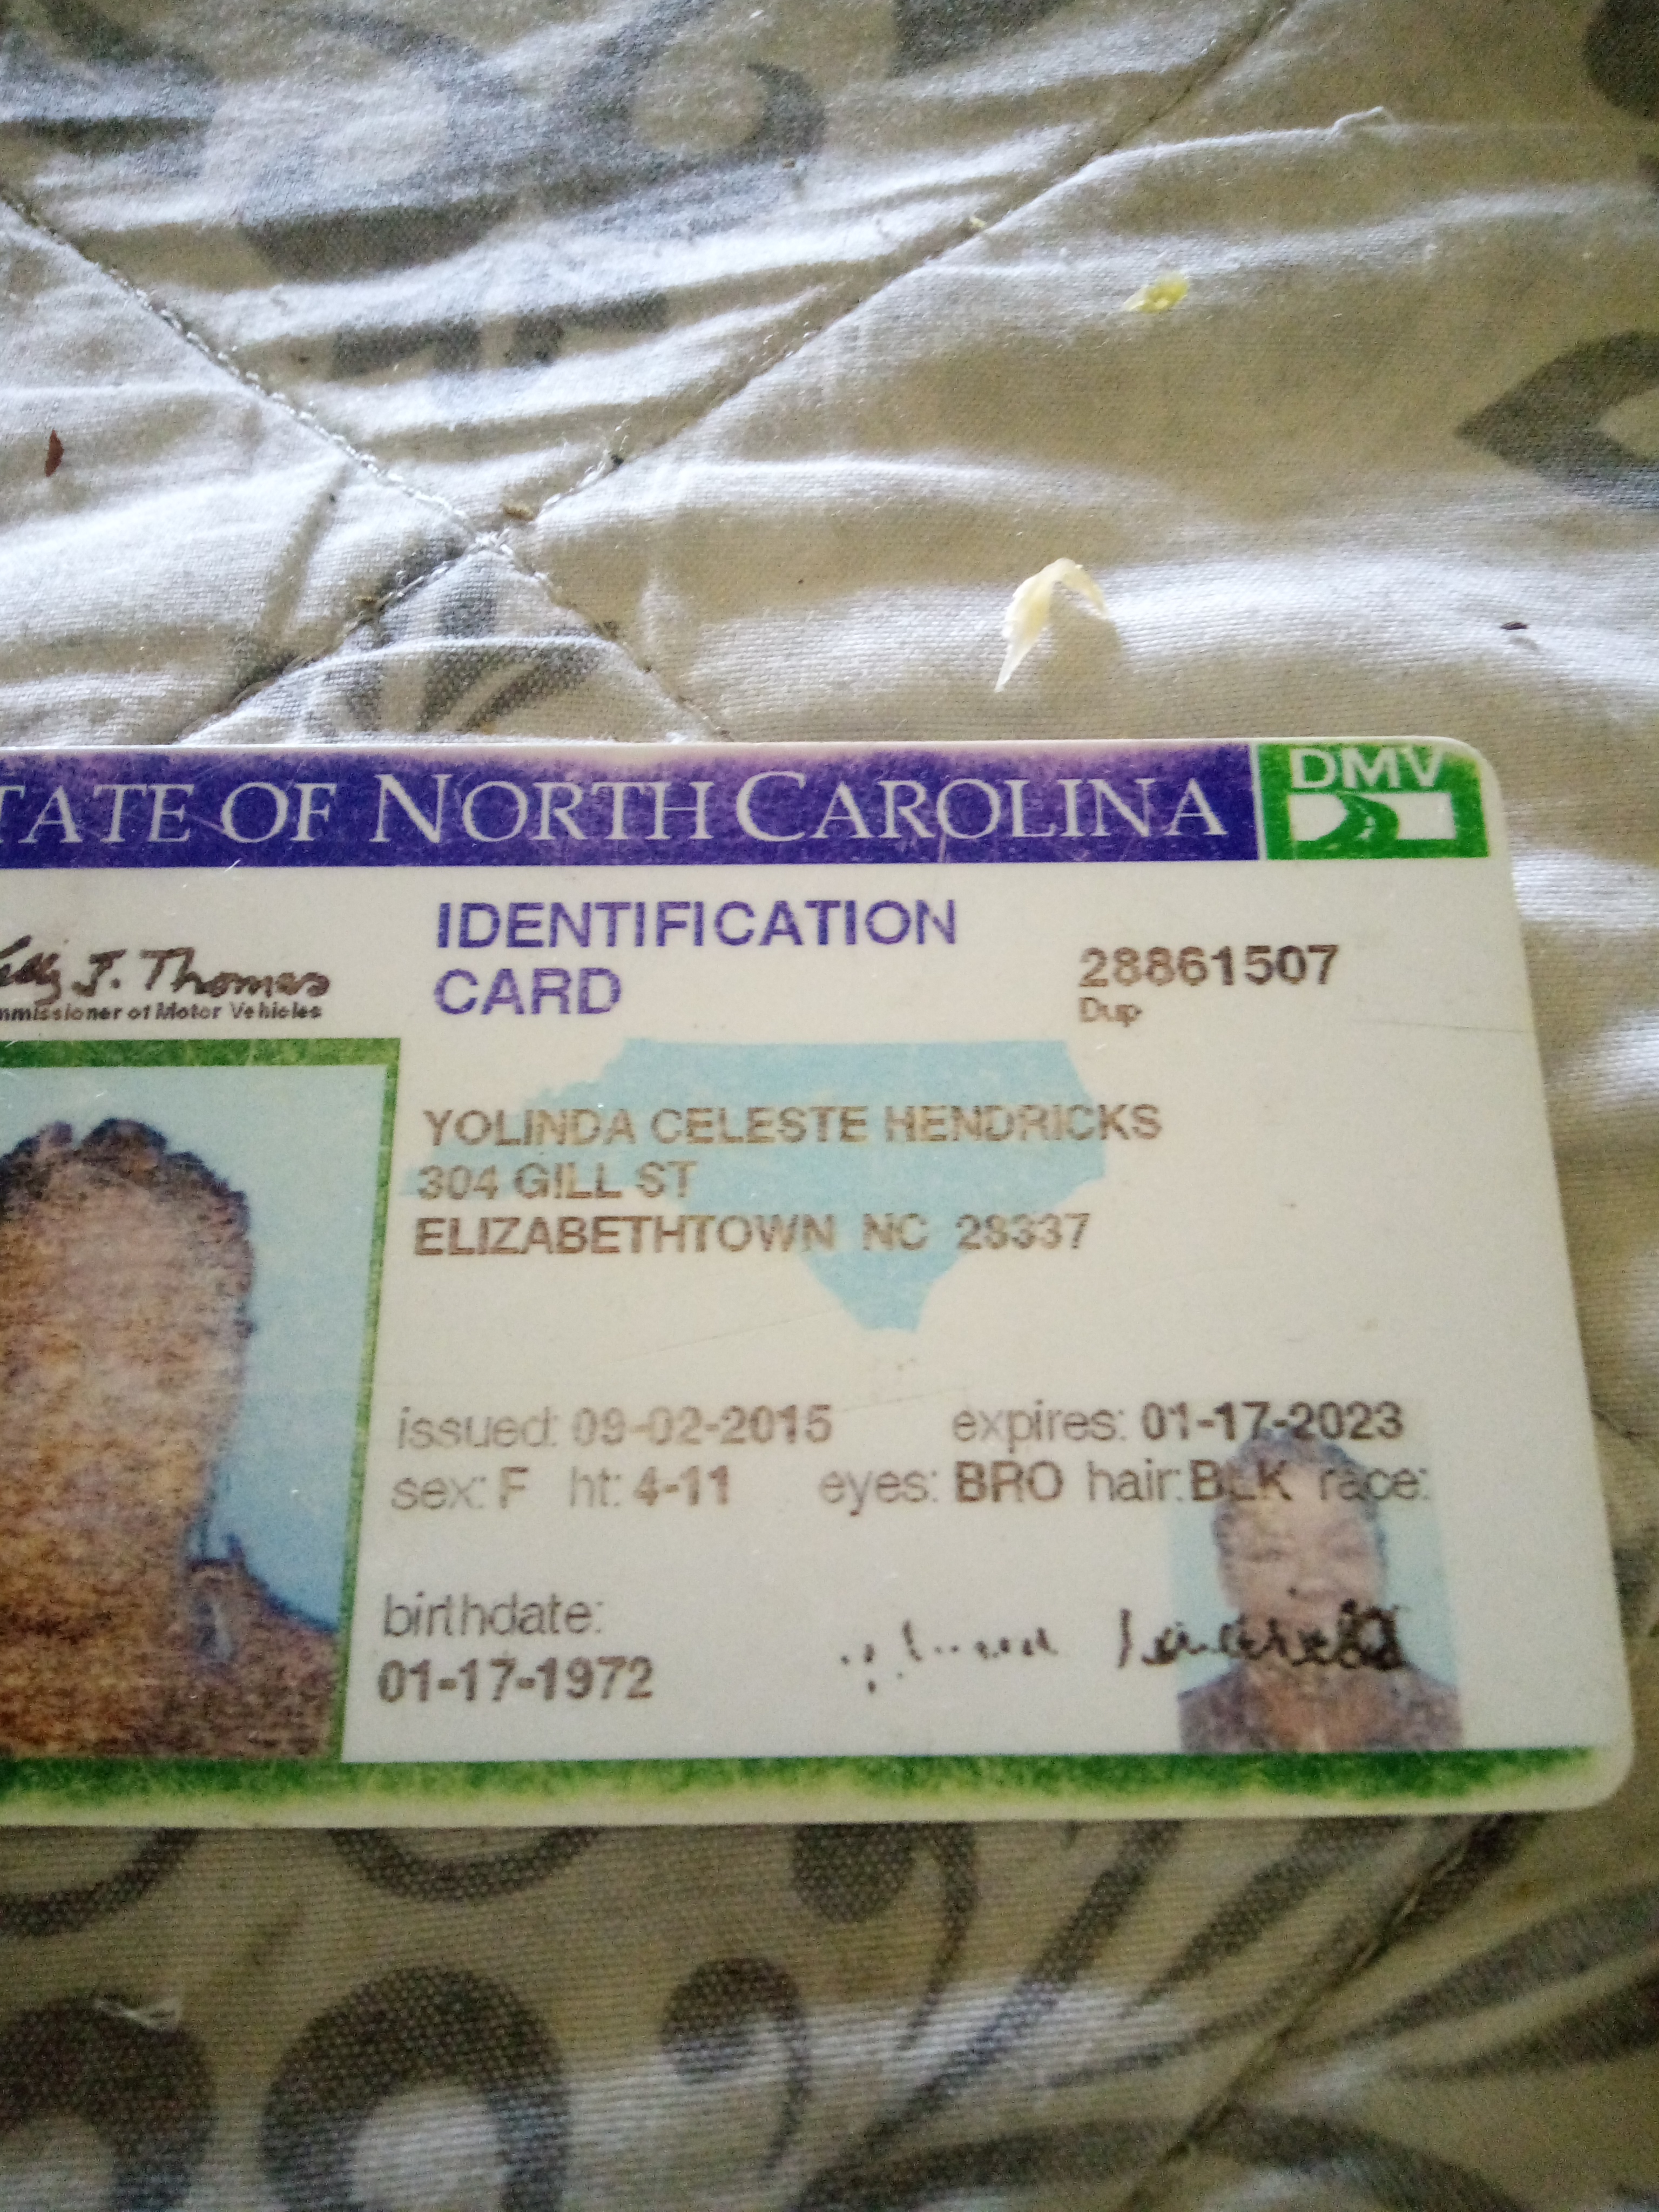 TATE OF NORTH CAROLINA
DMV
IDENTIFICATION
CARD
28861507
Dup
J. Thomas
mmissioner of Motor Vehicles
YOLINDA CELESTE HENDRICKS
304 GILL ST
ELIZABETHTOWN NC 28337
issued: 09-02-2015 expires: 01-17-2023
sex: F ht: 4-11 eyes: BRO hair: BLK race:
birthdate:
01-17-1972